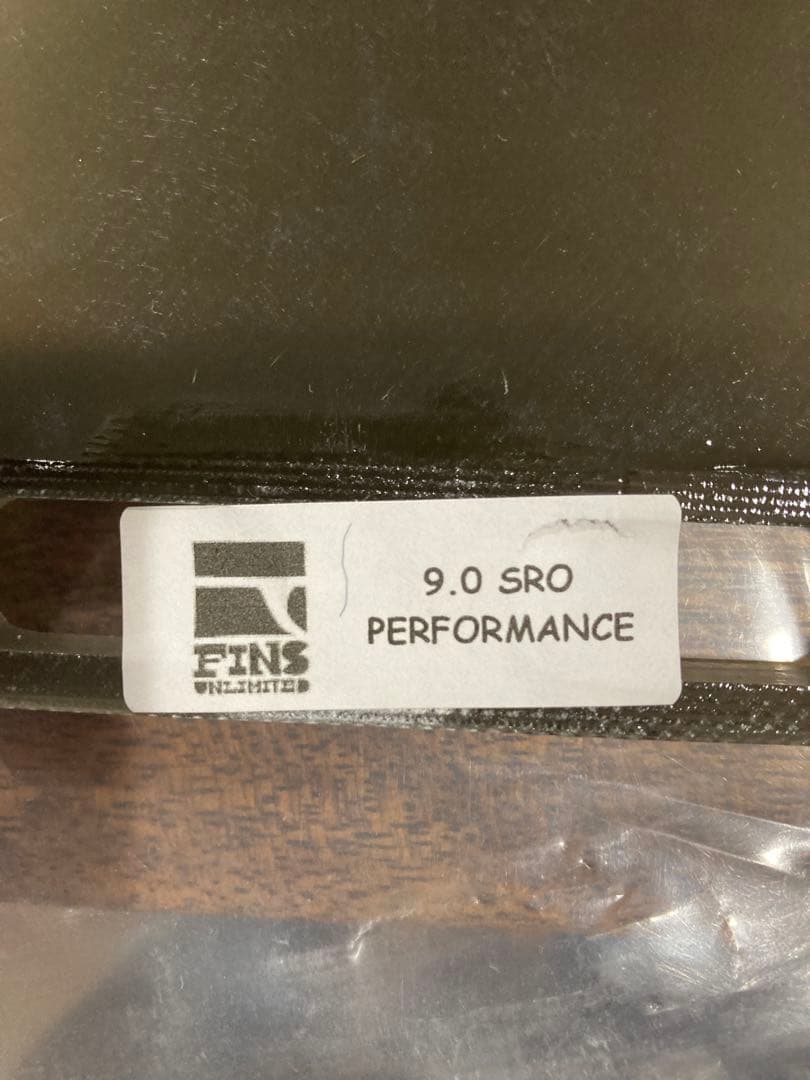 FINS
UNLIMITED
9.0 SRO
PERFORMANCE